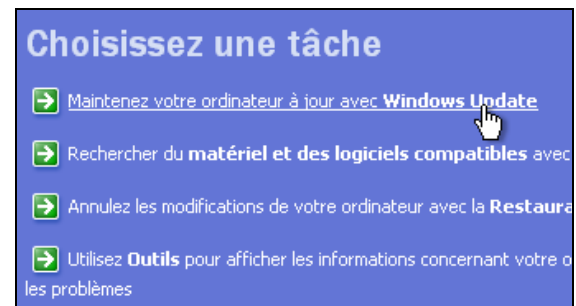 Choisissez une tâche
Maintenez votre ordinateur à jour avec Windows Update
Rechercher du matériel et des logiciels compatibles avec
Annulez les modifications de votre ordinateur avec la Restaura
Utilisez Outils pour afficher les informations concernant votre o
les problèmes